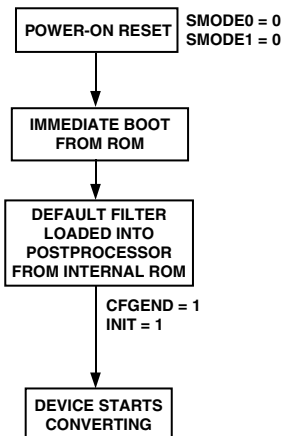 POWER-ON RESET
SMODE0 = 0
SMODE1 = 0
IMMEDIATE BOOT
FROM ROM
DEFAULT FILTER
LOADED INTO
POSTPROCESSOR
FROM INTERNAL ROM
CFGEND = 1
INIT = 1
DEVICE STARTS
CONVERTING